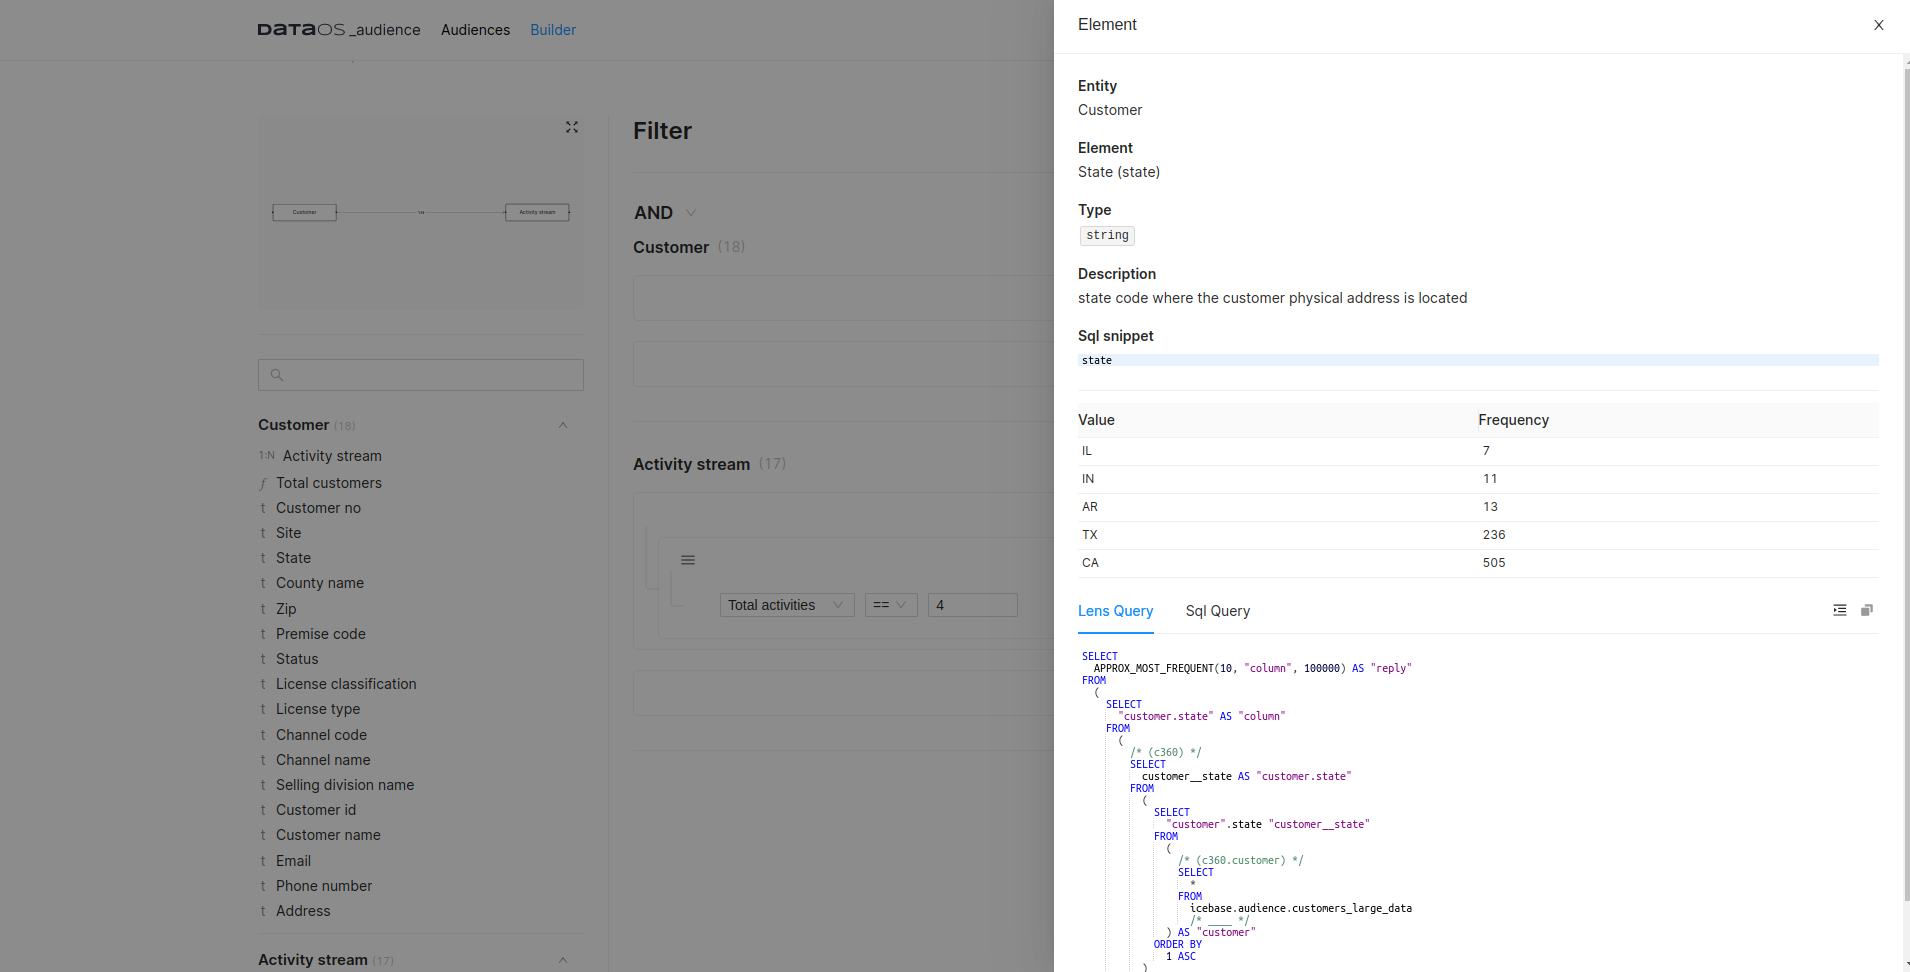 DATAOS _audience Audiences Builder
Customer 1:N Activity stream
Customer (18)
1:N Activity stream
ƒ Total customers
t Customer no
t Site
t State
t County name
t Zip
t Premise code
t Status
t License classification
t License type
t Channel code
t Channel name
t Selling division name
t Customer id
t Customer name
t Email
t Phone number
t Address
Activity stream (17)
Filter
AND
Customer (18)
Activity stream (17)
Total activities == 4
Element
Entity
Customer
Element
State (state)
Type
string
Description
state code where the customer physical address is located
Sql snippet
state
Value Frequency
IL 7
IN 11
AR 13
TX 236
CA 505
Lens Query Sql Query
SELECT
APPROX_MOST_FREQUENT(10, "column", 100000) AS "reply"
FROM
(
SELECT
"customer.state" AS "column"
FROM
(
/* (c360) */
SELECT
customer__state AS "customer.state"
FROM
(
SELECT
"customer".state "customer__state"
FROM
(
/* (c360.customer) */
SELECT
*
FROM
icebase.audience.customers_large_data
/* ____ */
) AS "customer"
ORDER BY
1 ASC
)